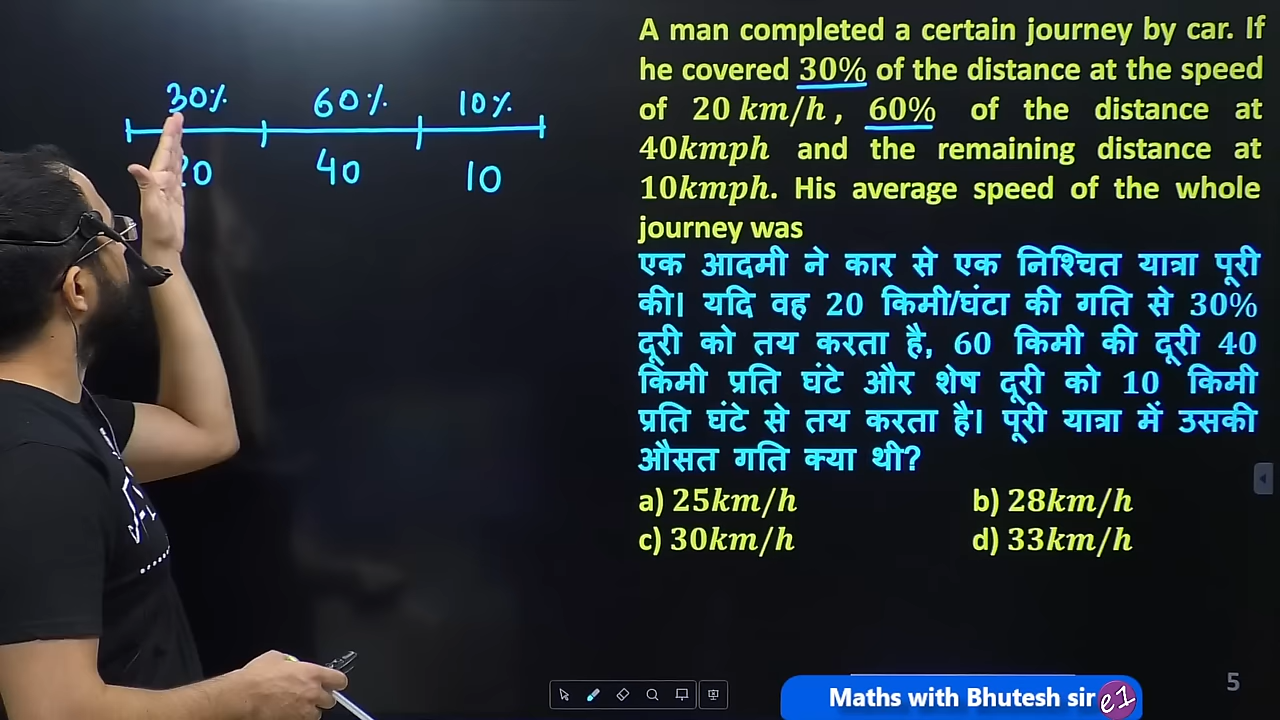 30% 60% 10%
20 40 10
A man completed a certain journey by car. If
he covered 30% of the distance at the speed
of 20 km/h, 60% of the distance at
40kmph and the remaining distance at
10kmph. His average speed of the whole
journey was
एक आदमी ने कार से एक निश्चित यात्रा पूरी
की। यदि वह 20 किमी/घंटा की गति से 30%
दूरी को तय करता है, 60 किमी की दूरी 40
किमी प्रति घंटे और शेष दूरी को 10 किमी
प्रति घंटे से तय करता है। पूरी यात्रा में उसकी
औसत गति क्या थी?
a) 25km/h b) 28km/h
c) 30km/h d) 33km/h
5
Maths with Bhutesh sir e1